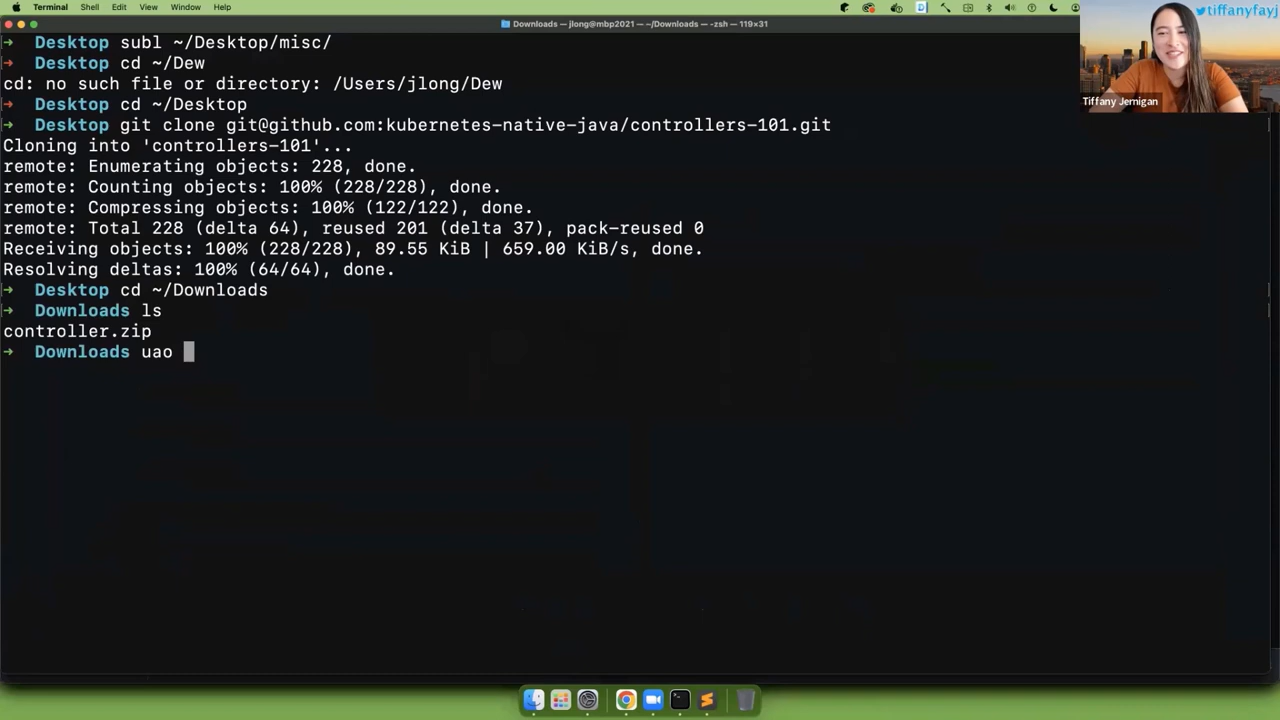 Terminal Shell Edit View Window Help
Downloads — jlong@mbp2021 — ~/Downloads — -zsh — 119×31
tiffanyfayj
→ Desktop subl ~/Desktop/misc/
→ Desktop cd ~/Dew
cd: no such file or directory: /Users/jlong/Dew
→ Desktop cd ~/Desktop
Tiffany Jernigan
→ Desktop git clone git@github.com:kubernetes-native-java/controllers-101.git
Cloning into 'controllers-101'...
remote: Enumerating objects: 228, done.
remote: Counting objects: 100% (228/228), done.
remote: Compressing objects: 100% (122/122), done.
remote: Total 228 (delta 64), reused 201 (delta 37), pack-reused 0
Receiving objects: 100% (228/228), 89.55 KiB | 659.00 KiB/s, done.
Resolving deltas: 100% (64/64), done.
→ Desktop cd ~/Downloads
→ Downloads ls
controller.zip
→ Downloads uao